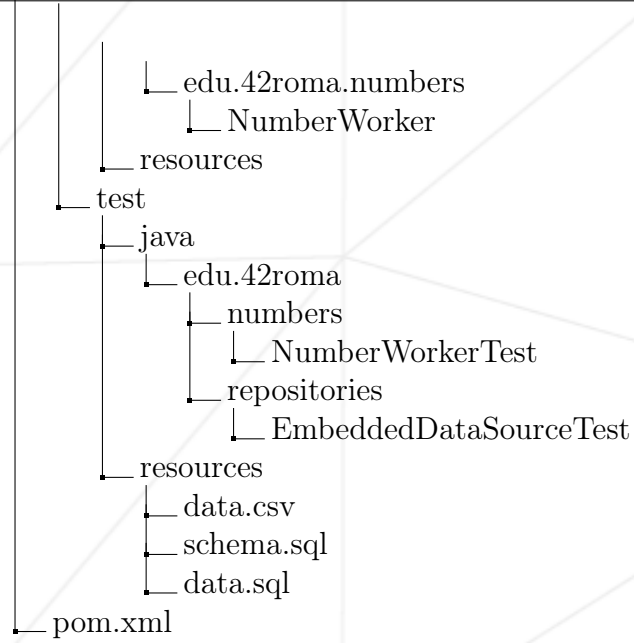 edu.42roma.numbers
NumberWorker
resources
test
java
edu.42roma
numbers
NumberWorkerTest
repositories
EmbeddedDataSourceTest
resources
data.csv
schema.sql
data.sql
pom.xml